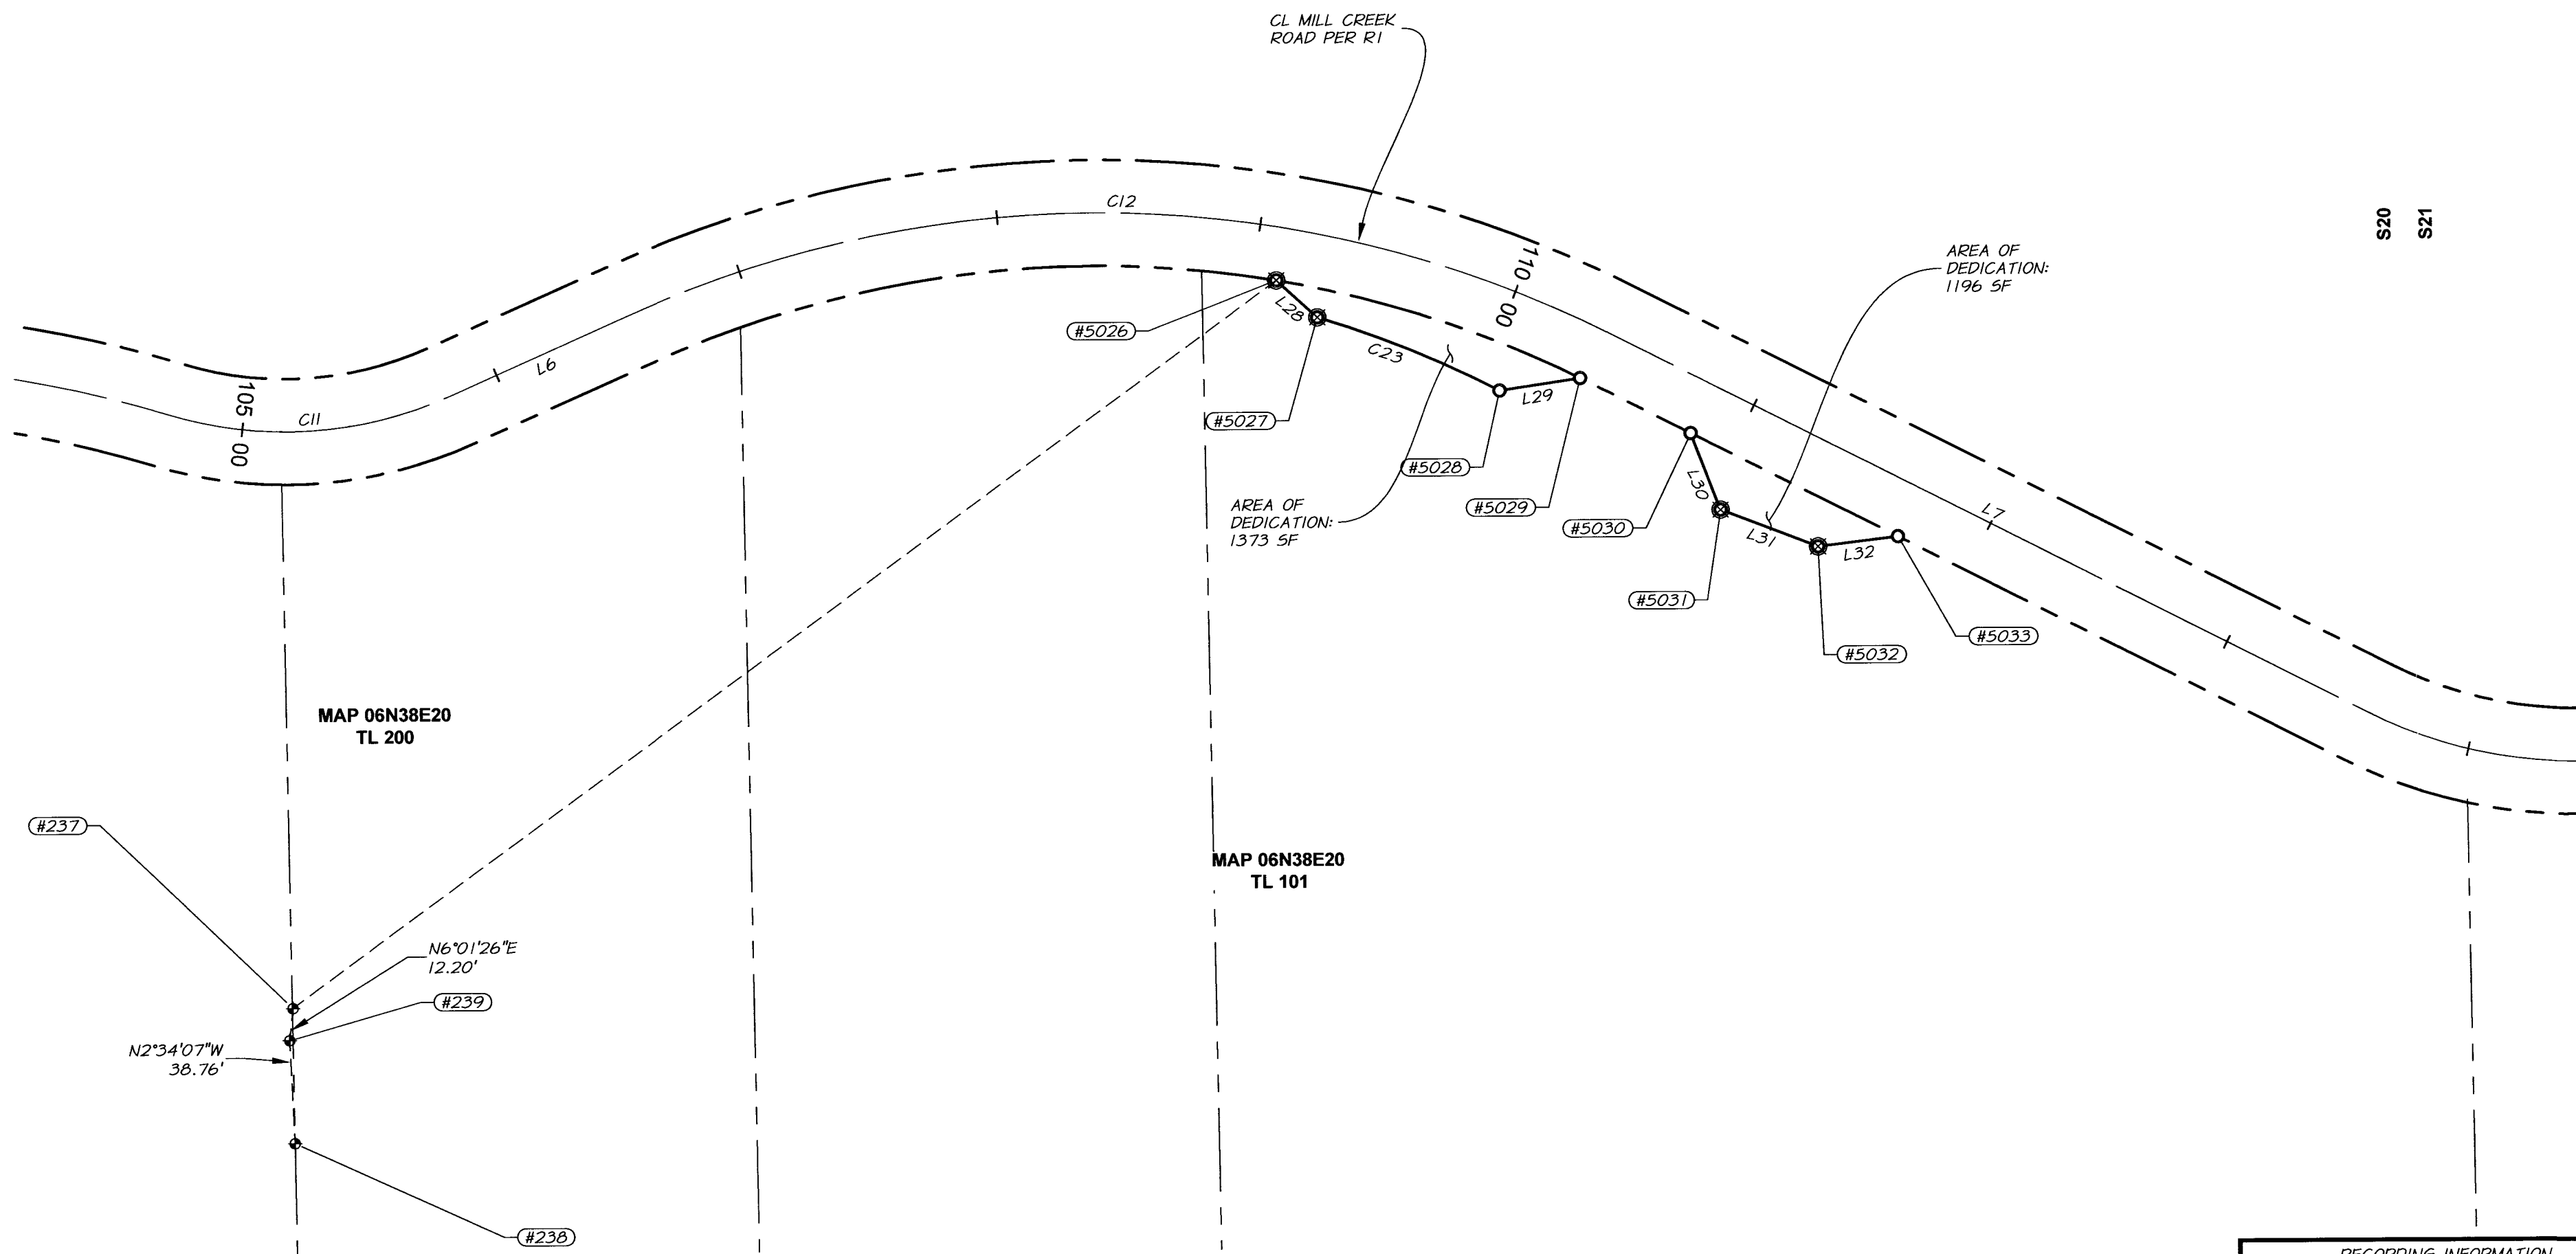 CL MILL CREEK
ROAD PER R1
C12
S20
S21
110+00
AREA OF
DEDICATION:
1196 SF
L28
#5026
C23
L6
L29
105+00
C11
#5027
#5028
L30
AREA OF
DEDICATION:
1373 SF
#5029
#5030
L7
L31
L32
#5031
#5033
#5032
MAP 06N38E20
TL 200
#237
MAP 06N38E20
TL 101
N6°01'26"E
12.20'
#239
N2°34'07"W
38.76'
#238
RECORDING INFORMATION